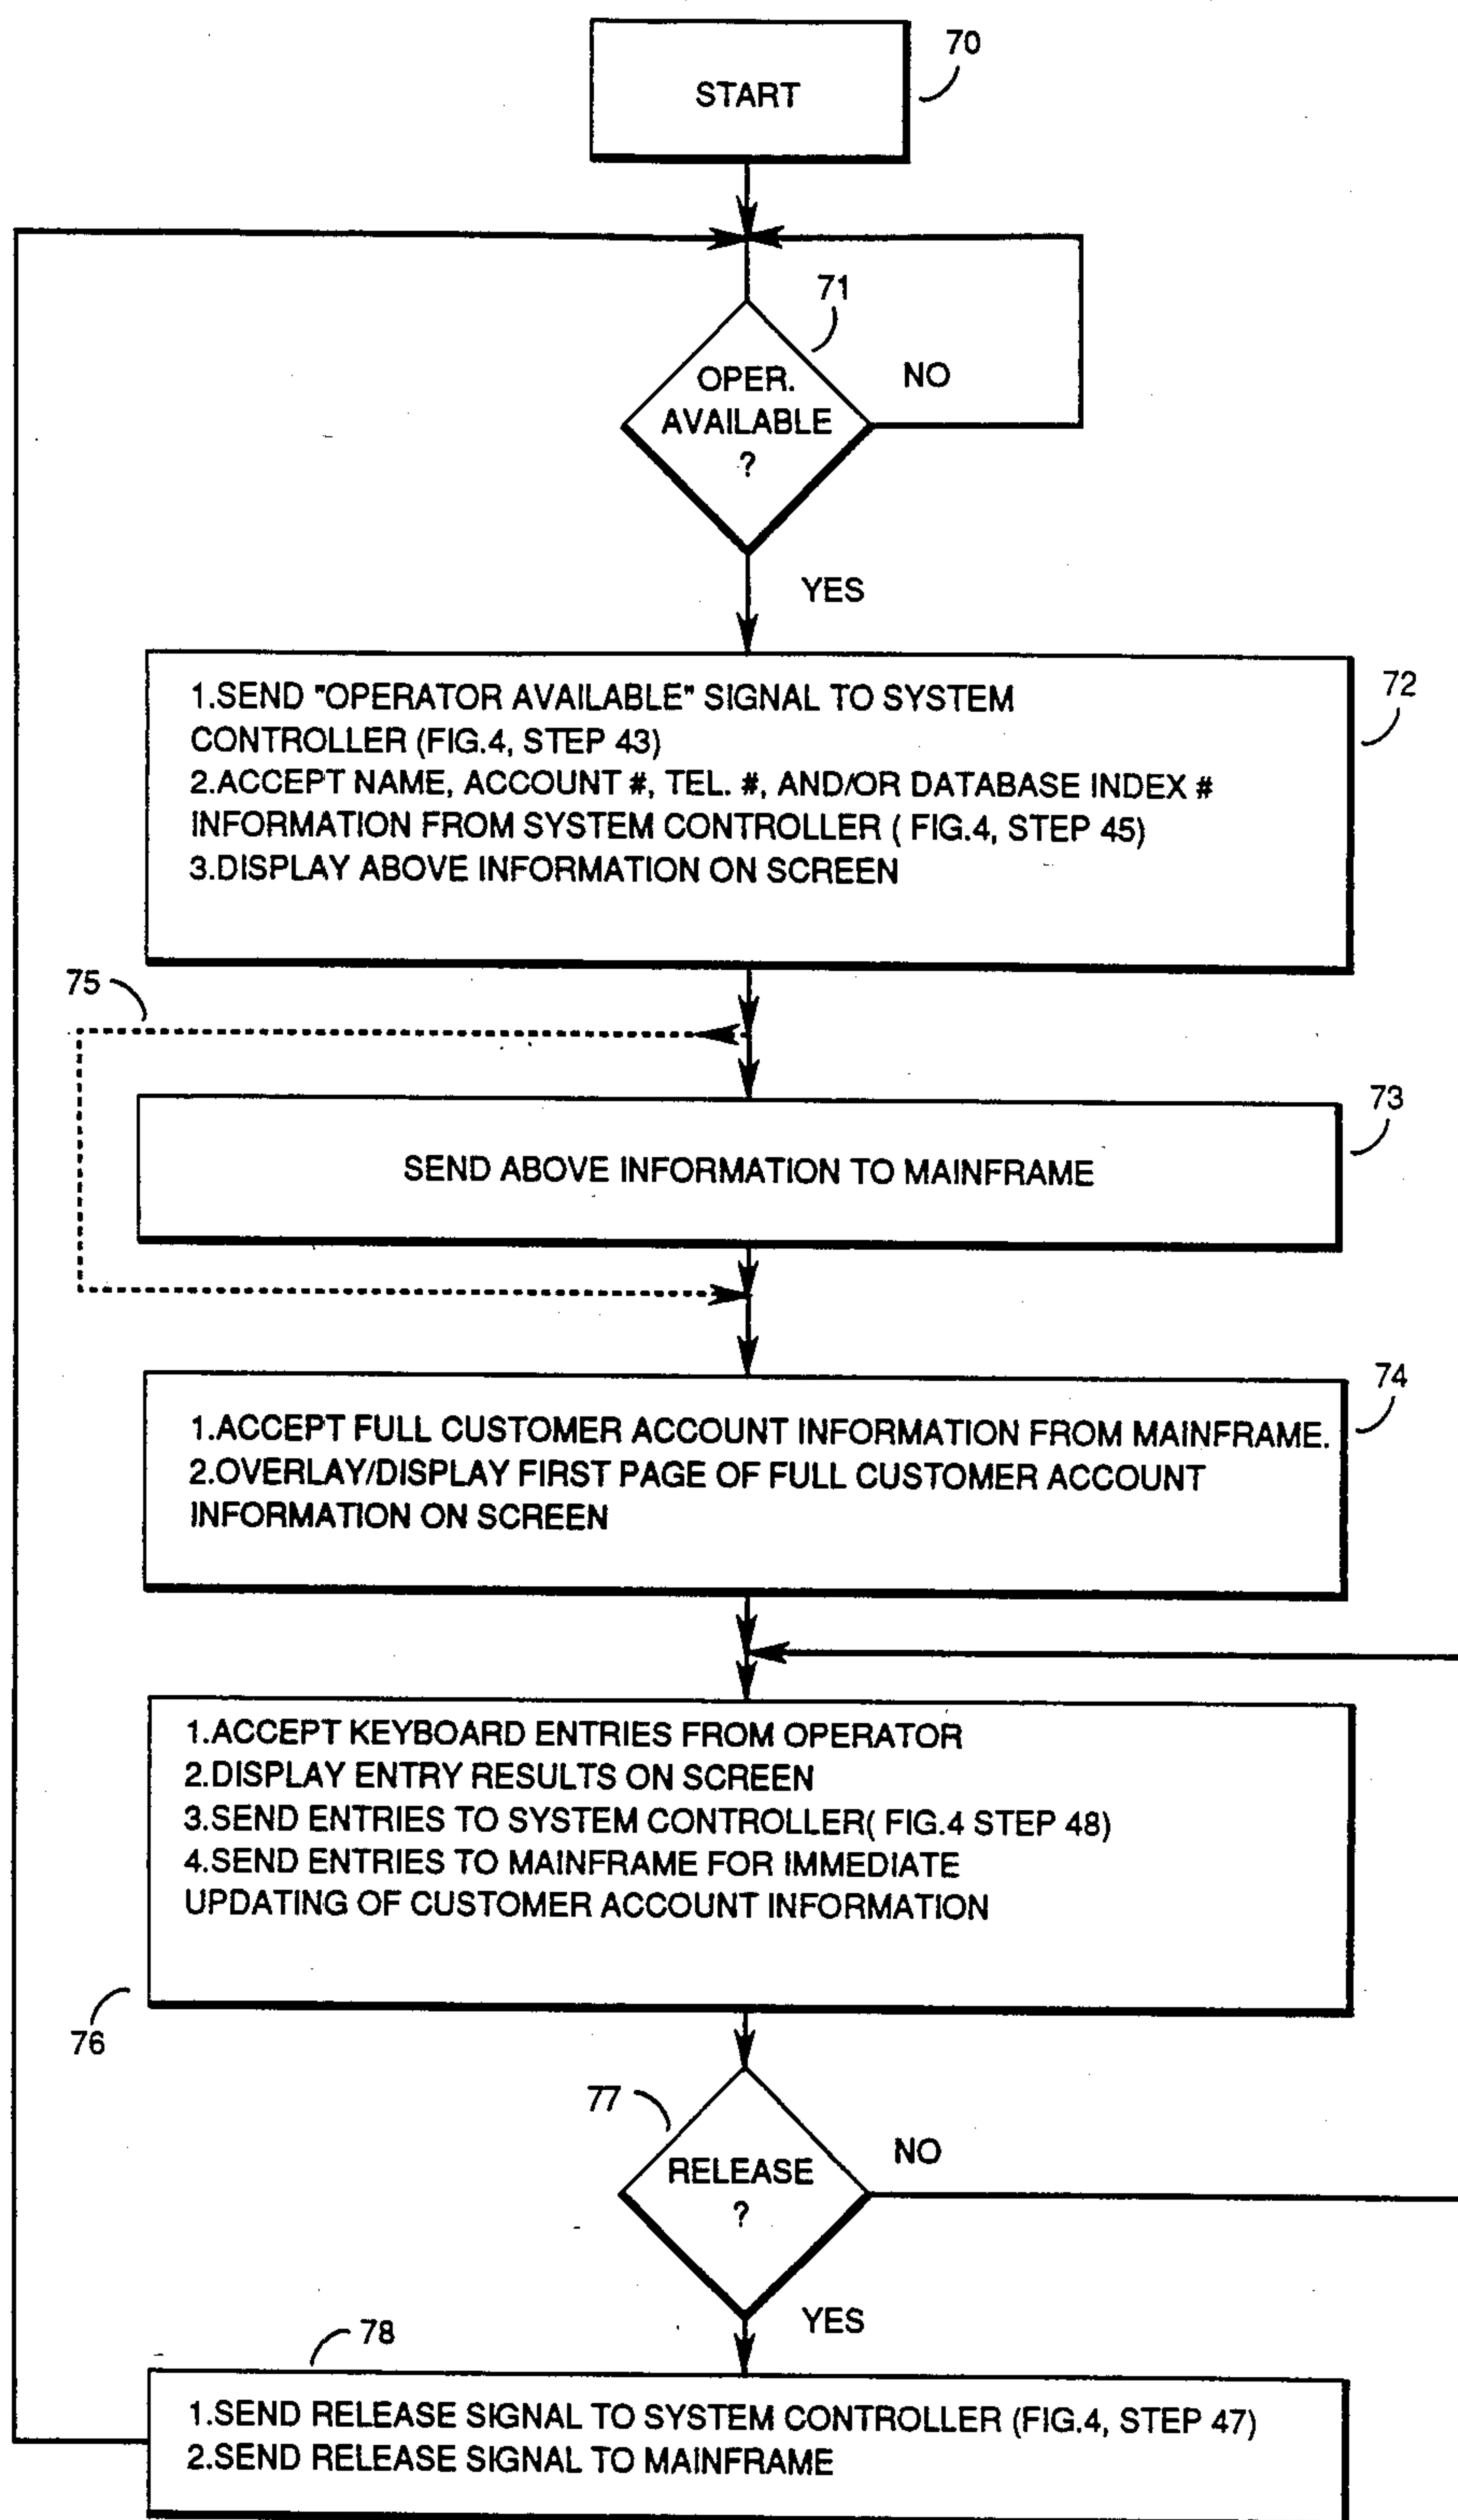 START
70
71
OPER.
AVAILABLE
?
NO
YES
72
1.SEND "OPERATOR AVAILABLE" SIGNAL TO SYSTEM
CONTROLLER (FIG.4, STEP 43)
2.ACCEPT NAME, ACCOUNT #, TEL. #, AND/OR DATABASE INDEX #
INFORMATION FROM SYSTEM CONTROLLER ( FIG.4, STEP 45)
3.DISPLAY ABOVE INFORMATION ON SCREEN
75
73
SEND ABOVE INFORMATION TO MAINFRAME
74
1.ACCEPT FULL CUSTOMER ACCOUNT INFORMATION FROM MAINFRAME.
2.OVERLAY/DISPLAY FIRST PAGE OF FULL CUSTOMER ACCOUNT
INFORMATION ON SCREEN
1.ACCEPT KEYBOARD ENTRIES FROM OPERATOR
2.DISPLAY ENTRY RESULTS ON SCREEN
3.SEND ENTRIES TO SYSTEM CONTROLLER( FIG.4 STEP 48)
4.SEND ENTRIES TO MAINFRAME FOR IMMEDIATE
UPDATING OF CUSTOMER ACCOUNT INFORMATION
76
77
RELEASE
?
NO
YES
78
1.SEND RELEASE SIGNAL TO SYSTEM CONTROLLER (FIG.4, STEP 47)
2.SEND RELEASE SIGNAL TO MAINFRAME